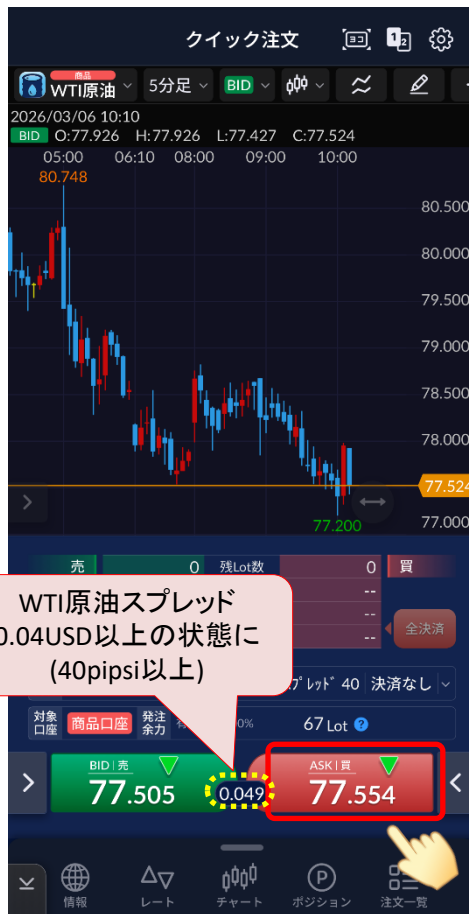 クイック注文
商品
WTI原油
5分足
BID
2026/03/06 10:10
BID O:77.926 H:77.926 L:77.427 C:77.524
05:00 06:10 08:00 09:00 10:00
80.748
80.500
80.000
79.500
79.000
78.500
78.000
77.524
77.200
77.000
売 0 残Lot数 0 買
--
--
--
全決済
WTI原油スプレッド
0.04USD以上の状態に
(40pipsi以上)
プレッド 40 決済なし
対象口座 商品口座 発注余力 % 67 Lot ?
BID|売
77.505
0.049
ASK|買
77.554
情報 レート チャート ポジション 注文一覧